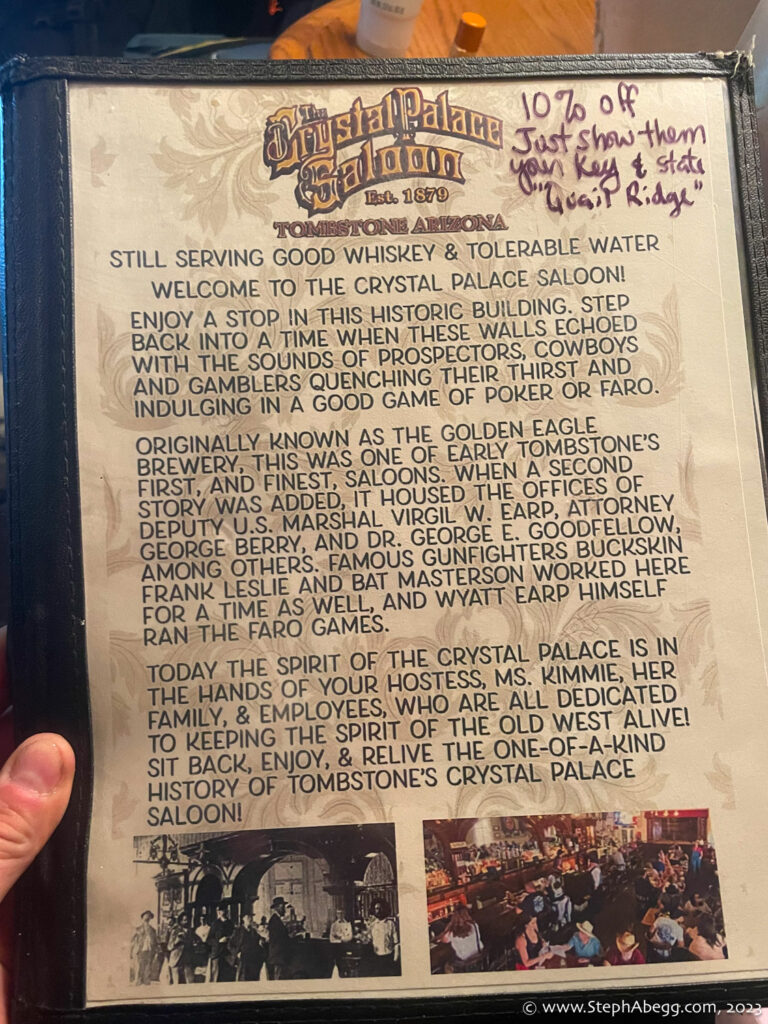 The
Crystal Palace
Saloon
Est. 1879
TOMBSTONE ARIZONA
10% off
Just show them
your Key & state
"Quail Ridge"
STILL SERVING GOOD WHISKEY & TOLERABLE WATER
WELCOME TO THE CRYSTAL PALACE SALOON!
ENJOY A STOP IN THIS HISTORIC BUILDING. STEP
BACK INTO A TIME WHEN THESE WALLS ECHOED
WITH THE SOUNDS OF PROSPECTORS, COWBOYS
AND GAMBLERS QUENCHING THEIR THIRST AND
INDULGING IN A GOOD GAME OF POKER OR FARO.
ORIGINALLY KNOWN AS THE GOLDEN EAGLE
BREWERY, THIS WAS ONE OF EARLY TOMBSTONE'S
FIRST, AND FINEST, SALOONS. WHEN A SECOND
STORY WAS ADDED, IT HOUSED THE OFFICES OF
DEPUTY U.S. MARSHAL VIRGIL W. EARP, ATTORNEY
GEORGE BERRY, AND DR. GEORGE E. GOODFELLOW,
AMONG OTHERS. FAMOUS GUNFIGHTERS BUCKSKIN
FRANK LESLIE AND BAT MASTERSON WORKED HERE
FOR A TIME AS WELL, AND WYATT EARP HIMSELF
RAN THE FARO GAMES.
TODAY THE SPIRIT OF THE CRYSTAL PALACE IS IN
THE HANDS OF YOUR HOSTESS, MS. KIMMIE, HER
FAMILY, & EMPLOYEES, WHO ARE ALL DEDICATED
TO KEEPING THE SPIRIT OF THE OLD WEST ALIVE!
SIT BACK, ENJOY, & RELIVE THE ONE-OF-A-KIND
HISTORY OF TOMBSTONE'S CRYSTAL PALACE
SALOON!
© www.StephAbegg.com, 2023